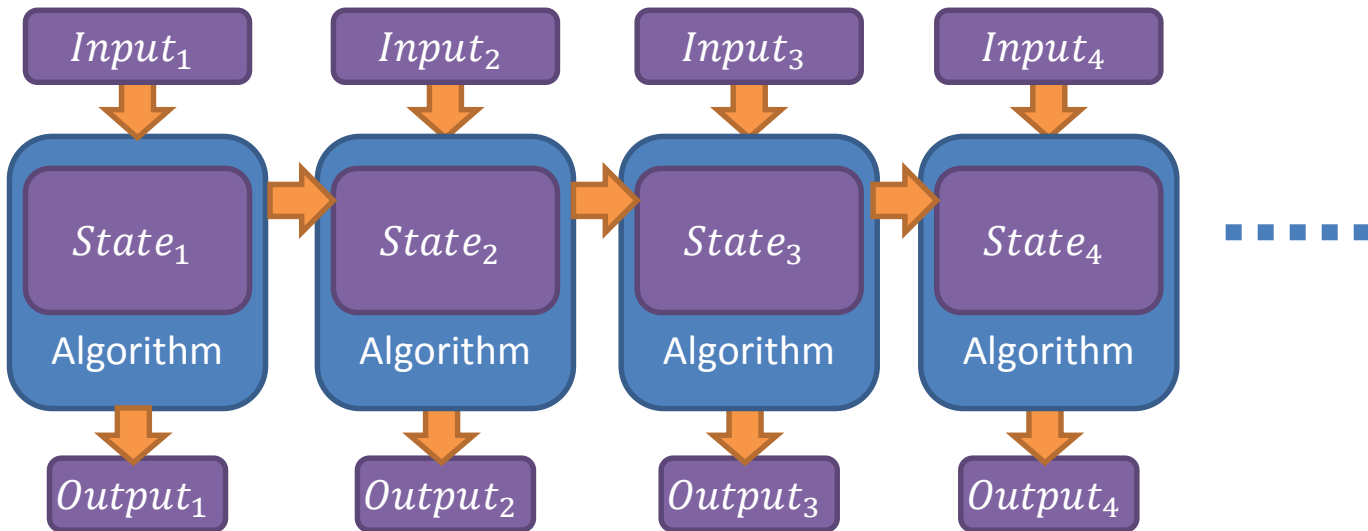 Input₁ Input₂ Input₃ Input₄
State₁ State₂ State₃ State₄
Algorithm Algorithm Algorithm Algorithm
Output₁ Output₂ Output₃ Output₄